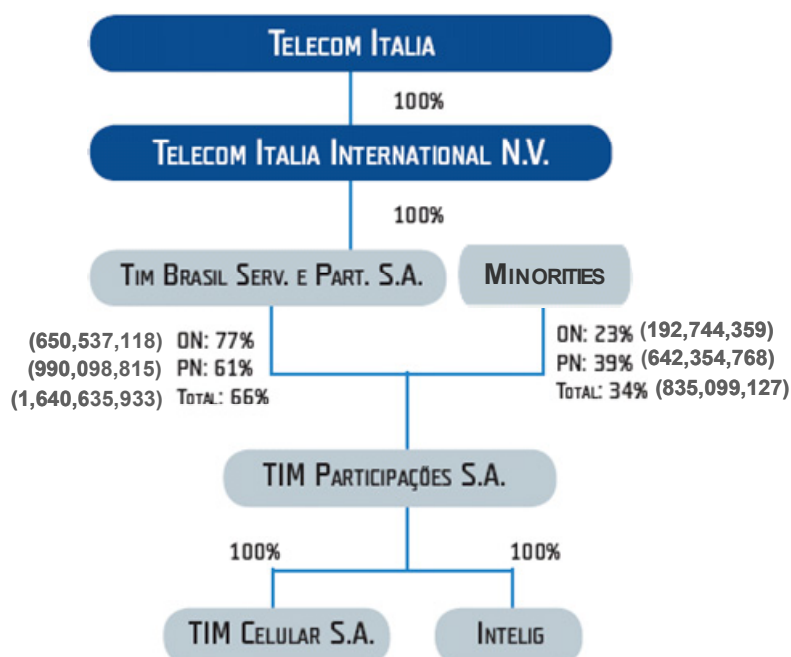 TELECOM ITALIA
100%
TELECOM ITALIA INTERNATIONAL N.V.
100%
TIM BRASIL SERV. E PART. S.A.
MINORITIES
(650,537,118) ON: 77%
(990,098,815) PN: 61%
(1,640,635,933) TOTAL: 66%
ON: 23% (192,744,359)
PN: 39% (642,354,768)
TOTAL: 34% (835,099,127)
TIM PARTICIPAÇÕES S.A.
100%
100%
TIM CELULAR S.A.
INTELIG